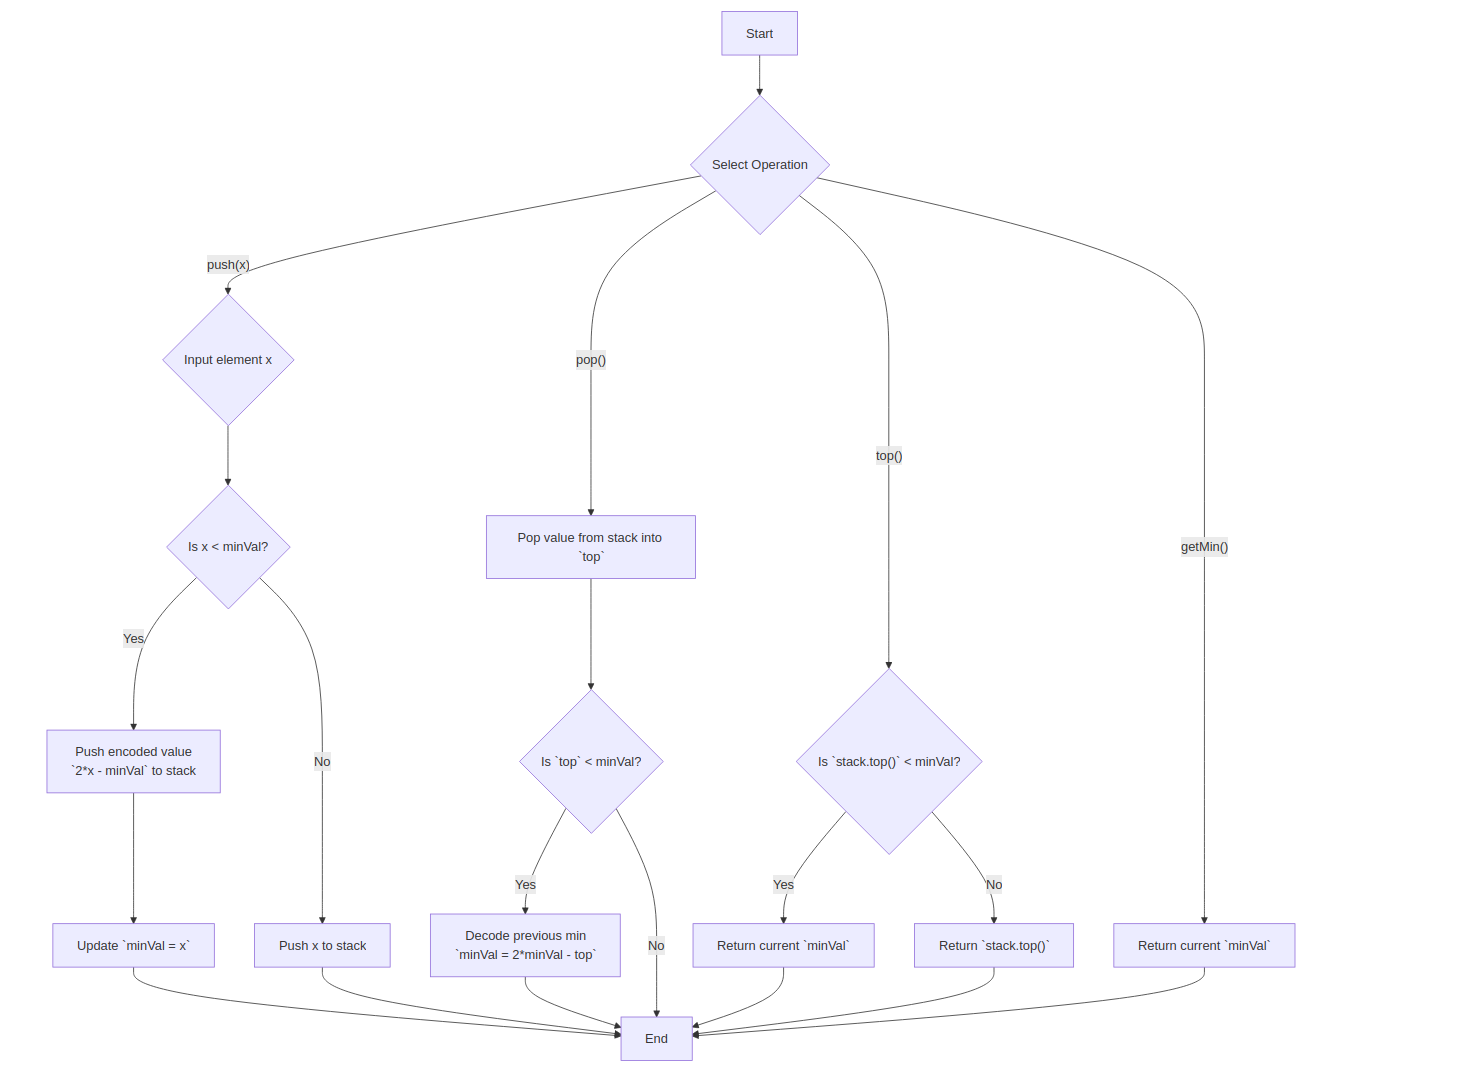 Start
Select Operation
push(x)
Input element x
pop()
top()
Pop value from stack into
`top`
getMin()
Is x < minVal?
Yes
No
Push encoded value
`2*x - minVal` to stack
Is `top` < minVal?
Is `stack.top()` < minVal?
Yes
No
Yes
No
Update `minVal = x`
Push x to stack
Decode previous min
`minVal = 2*minVal - top`
Return current `minVal`
Return `stack.top()`
Return current `minVal`
End